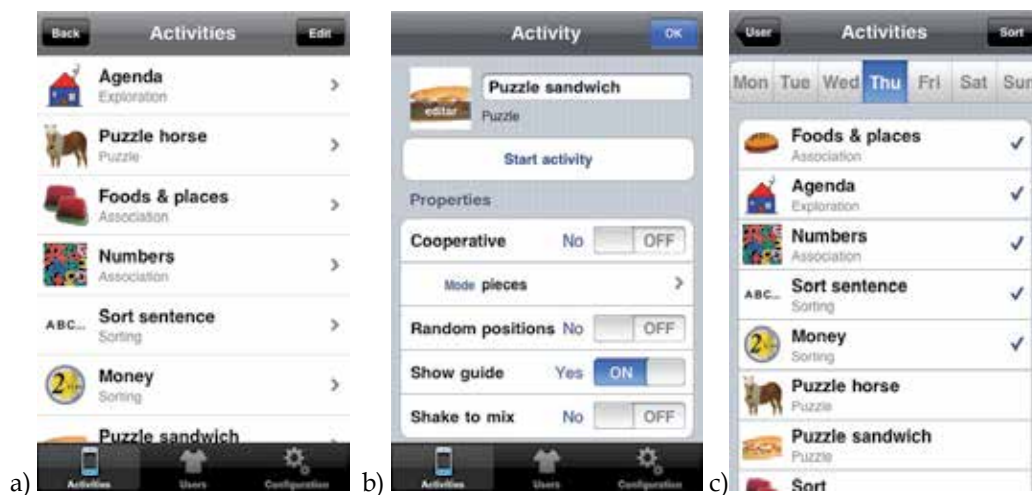 a)
Back Activities Edit
Agenda
Exploration
Puzzle horse
Puzzle
Foods & places
Association
Numbers
Association
ABC... Sort sentence
Sorting
Money
Sorting
Puzzle sandwich
Activities Users Configuration
b)
Activity OK
editar
Puzzle sandwich
Puzzle
Start activity
Properties
Cooperative No OFF
Mode pieces
Random positions No OFF
Show guide Yes ON
Shake to mix No OFF
Activities Users Configuration
c)
User Activities Sort
Mon Tue Wed Thu Fri Sat Sun
Foods & places
Association
Agenda
Exploration
Numbers
Association
ABC... Sort sentence
Sorting
2 Money
Sorting
Puzzle horse
Puzzle
Puzzle sandwich
Puzzle
Sort